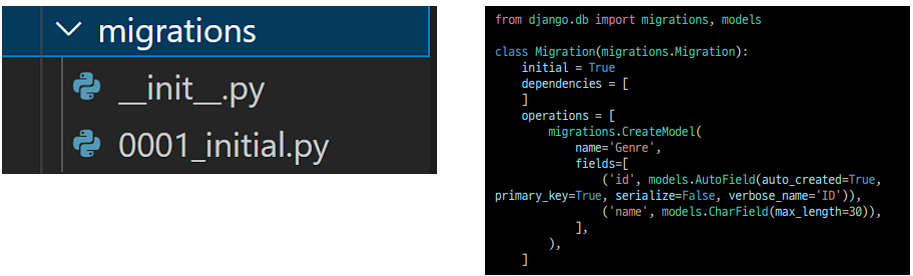 migrations
__init__.py
0001_initial.py
from django.db import migrations, models
class Migration(migrations.Migration):
    initial = True
    dependencies = [
    ]
    operations = [
        migrations.CreateModel(
            name='Genre',
            fields=[
                ('id', models.AutoField(auto_created=True,
primary_key=True, serialize=False, verbose_name='ID')),
                ('name', models.CharField(max_length=30)),
            ],
        ),
    ]